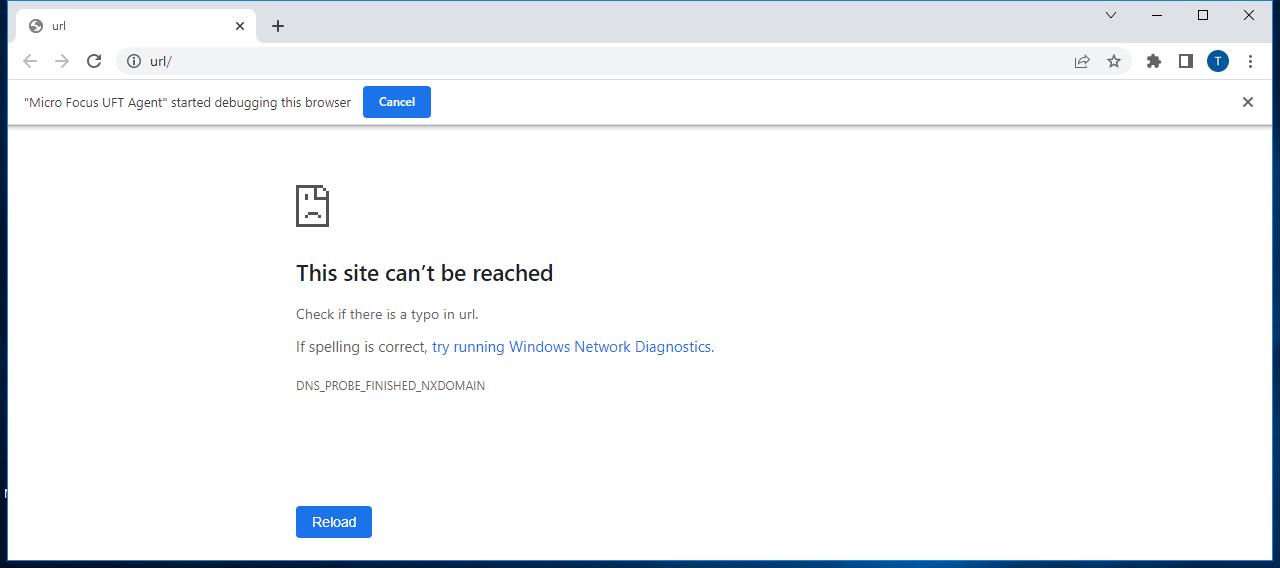 url
url/
T
"Micro Focus UFT Agent" started debugging this browser
Cancel
This site can’t be reached
Check if there is a typo in url.
If spelling is correct, try running Windows Network Diagnostics.
DNS_PROBE_FINISHED_NXDOMAIN
Reload